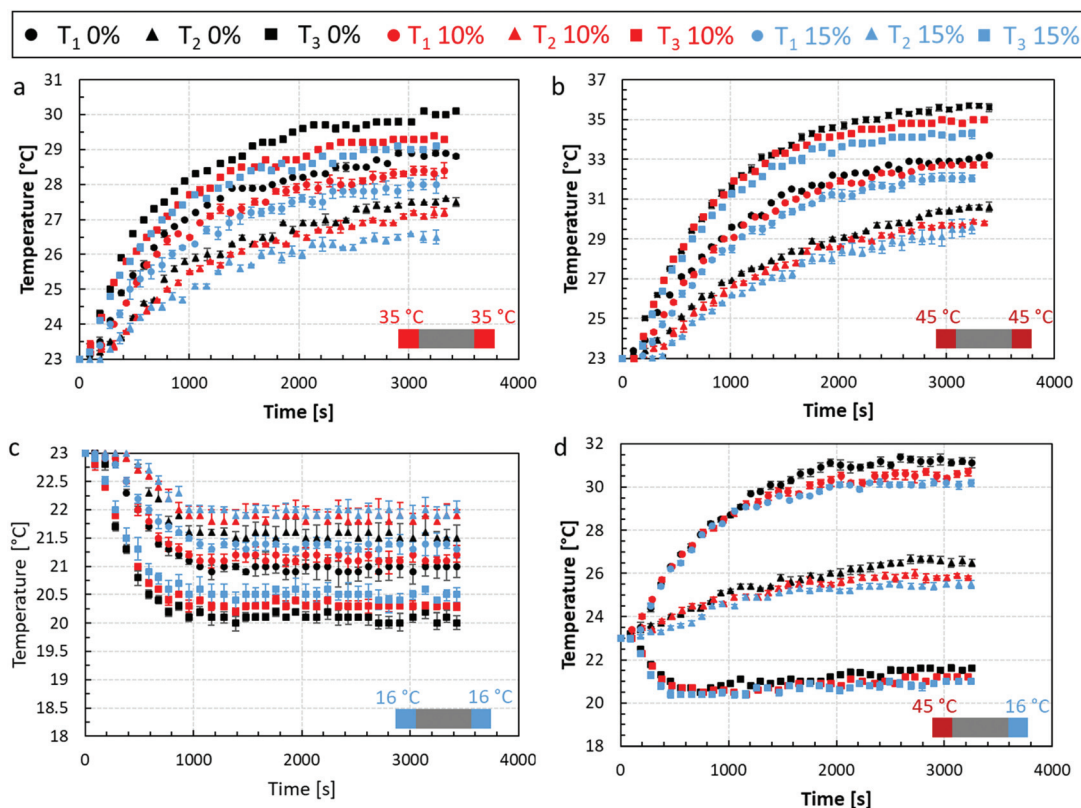 T₁ 0% T₂ 0% T₃ 0% T₁ 10% T₂ 10% T₃ 10% T₁ 15% T₂ 15% T₃ 15%
a
31
30
29
28
27
26
25
24
23
Temperature [°C]
35 °C 35 °C
0 1000 2000 3000 4000
Time [s]
b
37
35
33
31
29
27
25
23
Temperature [°C]
45 °C 45 °C
0 1000 2000 3000 4000
Time [s]
c
23
22.5
22
21.5
21
20.5
20
19.5
19
18.5
18
Temperature [°C]
16 °C 16 °C
0 1000 2000 3000 4000
Time [s]
d
32
30
28
26
24
22
20
18
Temperature [°C]
45 °C 16 °C
0 1000 2000 3000 4000
Time [s]